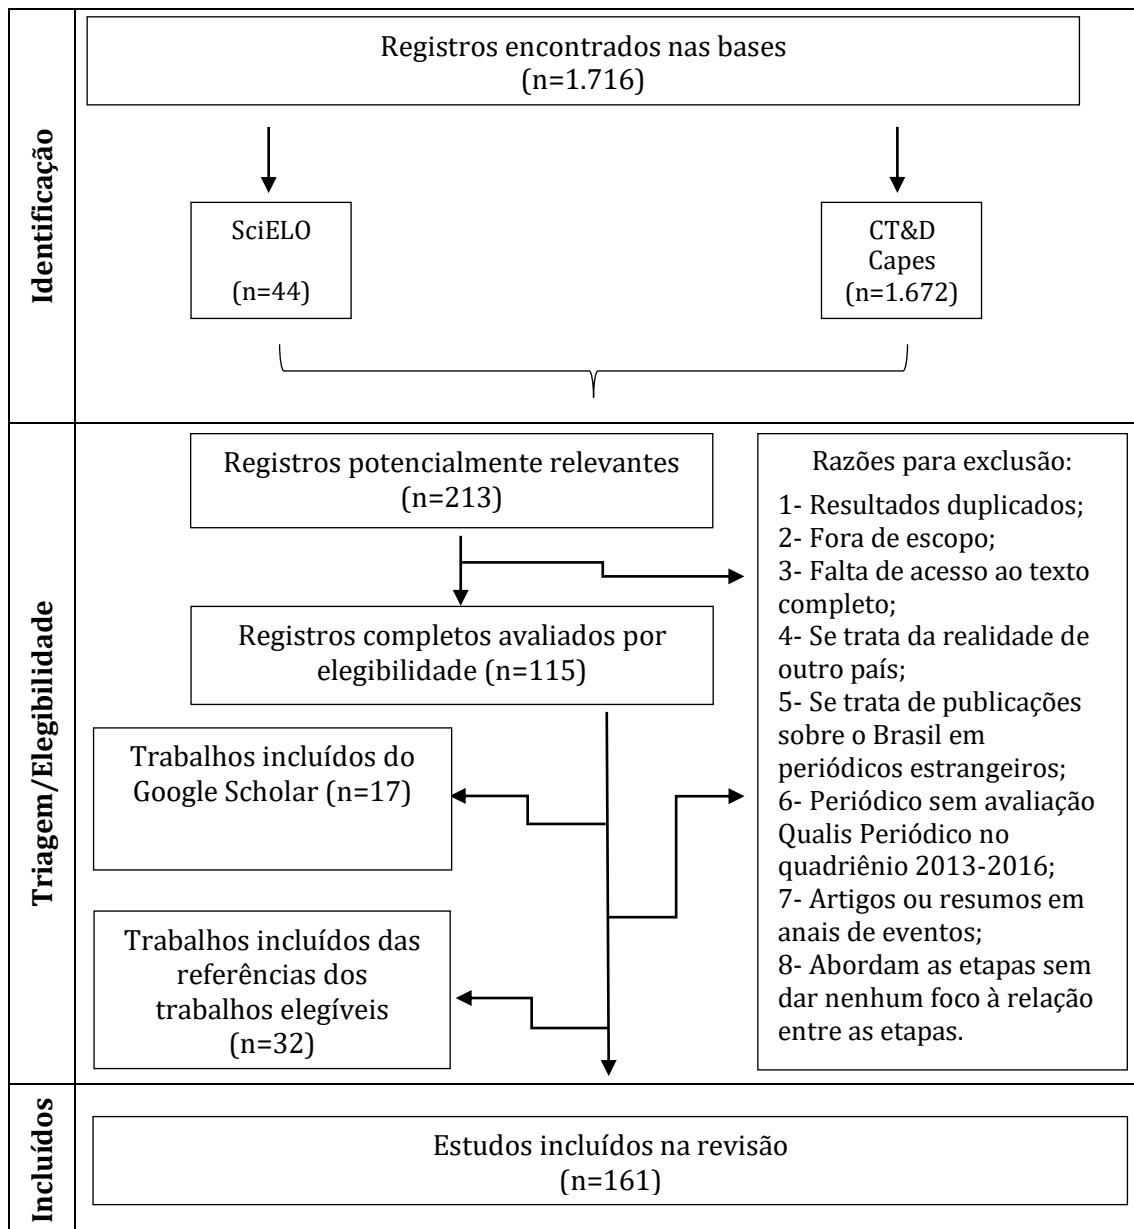 Identificação
Registros encontrados nas bases
(n=1.716)
SciELO
(n=44)
CT&D
Capes
(n=1.672)
Triagem/Elegibilidade
Registros potencialmente relevantes
(n=213)
Registros completos avaliados por
elegibilidade (n=115)
Trabalhos incluídos do
Google Scholar (n=17)
Trabalhos incluídos das
referências dos
trabalhos elegíveis
(n=32)
Razões para exclusão:
1- Resultados duplicados;
2- Fora de escopo;
3- Falta de acesso ao texto
completo;
4- Se trata da realidade de
outro país;
5- Se trata de publicações
sobre o Brasil em
periódicos estrangeiros;
6- Periódico sem avaliação
Qualis Periódico no
quadriênio 2013-2016;
7- Artigos ou resumos em
anais de eventos;
8- Abordam as etapas sem
dar nenhum foco à relação
entre as etapas.
Incluídos
Estudos incluídos na revisão
(n=161)